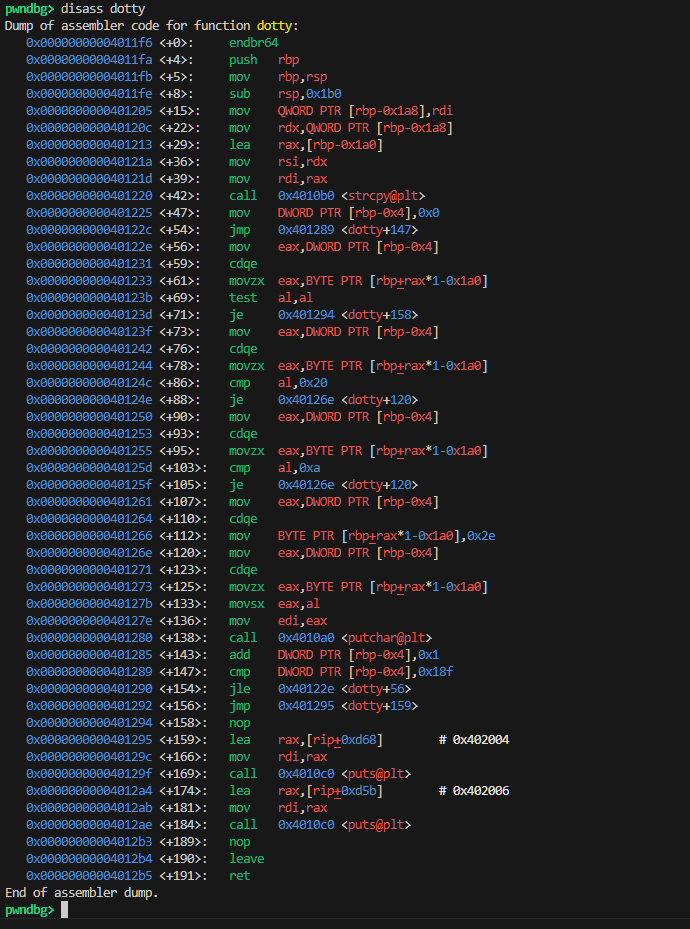 pwndbg> disass dotty
Dump of assembler code for function dotty:
   0x00000000004011f6 <+0>:     endbr64
   0x00000000004011fa <+4>:     push   rbp
   0x00000000004011fb <+5>:     mov    rbp,rsp
   0x00000000004011fe <+8>:     sub    rsp,0x1b0
   0x0000000000401205 <+15>:    mov    QWORD PTR [rbp-0x1a8],rdi
   0x000000000040120c <+22>:    mov    rdx,QWORD PTR [rbp-0x1a8]
   0x0000000000401213 <+29>:    lea    rax,[rbp-0x1a0]
   0x000000000040121a <+36>:    mov    rsi,rdx
   0x000000000040121d <+39>:    mov    rdi,rax
   0x0000000000401220 <+42>:    call   0x4010b0 <strcpy@plt>
   0x0000000000401225 <+47>:    mov    DWORD PTR [rbp-0x4],0x0
   0x000000000040122c <+54>:    jmp    0x401289 <dotty+147>
   0x000000000040122e <+56>:    mov    eax,DWORD PTR [rbp-0x4]
   0x0000000000401231 <+59>:    cdqe
   0x0000000000401233 <+61>:    movzx  eax,BYTE PTR [rbp+rax*1-0x1a0]
   0x000000000040123b <+69>:    test   al,al
   0x000000000040123d <+71>:    je     0x401294 <dotty+158>
   0x000000000040123f <+73>:    mov    eax,DWORD PTR [rbp-0x4]
   0x0000000000401242 <+76>:    cdqe
   0x0000000000401244 <+78>:    movzx  eax,BYTE PTR [rbp+rax*1-0x1a0]
   0x000000000040124c <+86>:    cmp    al,0x20
   0x000000000040124e <+88>:    je     0x40126e <dotty+120>
   0x0000000000401250 <+90>:    mov    eax,DWORD PTR [rbp-0x4]
   0x0000000000401253 <+93>:    cdqe
   0x0000000000401255 <+95>:    movzx  eax,BYTE PTR [rbp+rax*1-0x1a0]
   0x000000000040125d <+103>:   cmp    al,0xa
   0x000000000040125f <+105>:   je     0x40126e <dotty+120>
   0x0000000000401261 <+107>:   mov    eax,DWORD PTR [rbp-0x4]
   0x0000000000401264 <+110>:   cdqe
   0x0000000000401266 <+112>:   mov    BYTE PTR [rbp+rax*1-0x1a0],0x2e
   0x000000000040126e <+120>:   mov    eax,DWORD PTR [rbp-0x4]
   0x0000000000401271 <+123>:   cdqe
   0x0000000000401273 <+125>:   movzx  eax,BYTE PTR [rbp+rax*1-0x1a0]
   0x000000000040127b <+133>:   movsx  eax,al
   0x000000000040127e <+136>:   mov    edi,eax
   0x0000000000401280 <+138>:   call   0x4010a0 <putchar@plt>
   0x0000000000401285 <+143>:   add    DWORD PTR [rbp-0x4],0x1
   0x0000000000401289 <+147>:   cmp    DWORD PTR [rbp-0x4],0x18f
   0x0000000000401290 <+154>:   jle    0x40122e <dotty+56>
   0x0000000000401292 <+156>:   jmp    0x401295 <dotty+159>
   0x0000000000401294 <+158>:   nop
   0x0000000000401295 <+159>:   lea    rax,[rip+0xd68]        # 0x402004
   0x000000000040129c <+166>:   mov    rdi,rax
   0x000000000040129f <+169>:   call   0x4010c0 <puts@plt>
   0x00000000004012a4 <+174>:   lea    rax,[rip+0xd5b]        # 0x402006
   0x00000000004012ab <+181>:   mov    rdi,rax
   0x00000000004012ae <+184>:   call   0x4010c0 <puts@plt>
   0x00000000004012b3 <+189>:   nop
   0x00000000004012b4 <+190>:   leave
   0x00000000004012b5 <+191>:   ret
End of assembler dump.
pwndbg>